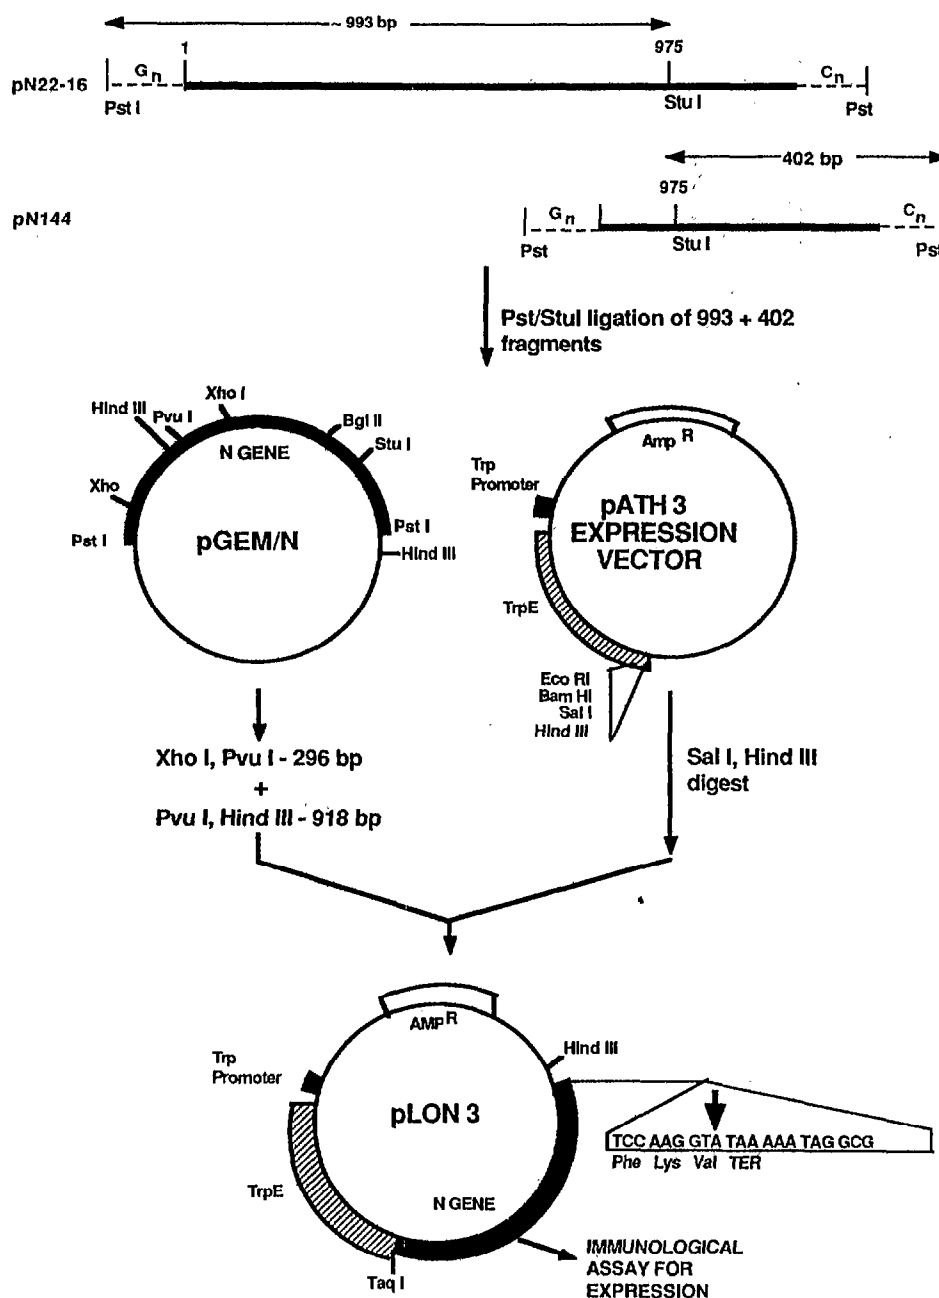 ~ 993 bp
1
975
pN22-16
Gn
Cn
Pst I
Stu I
Pst
402 bp
975
pN144
Gn
Cn
Pst
Stu I
Pst
Pst/StuI ligation of 993 + 402
fragments
Xho I
Hind III
Pvu I
Bgl II
Stu I
N GENE
Xho
Pst I
Pst I
Hind III
pGEM/N
Amp R
Trp
Promoter
pATH 3
EXPRESSION
VECTOR
TrpE
Eco RI
Bam HI
Sal I
Hind III
Xho I, Pvu I - 296 bp
+
Pvu I, Hind III - 918 bp
Sal I, Hind III
digest
AMP R
Hind III
Trp
Promoter
pLON 3
TCC AAG GTA TAA AAA TAG GCG
Phe Lys Val TER
TrpE
N GENE
Taq I
IMMUNOLOGICAL
ASSAY FOR
EXPRESSION